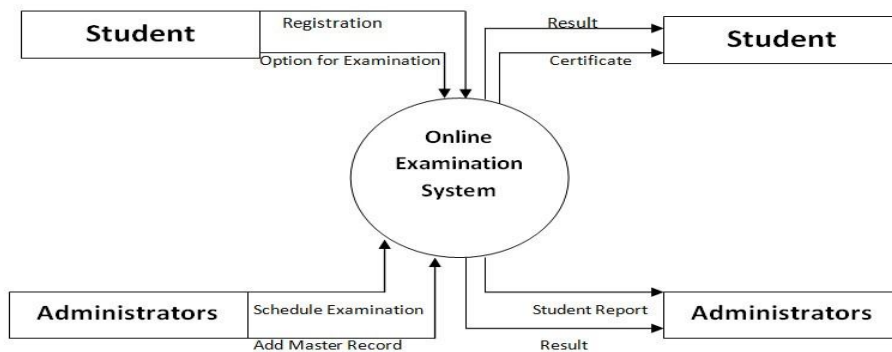 Student
Registration
Option for Examination
Result
Certificate
Student
Online
Examination
System
Administrators
Schedule Examination
Add Master Record
Student Report
Result
Administrators